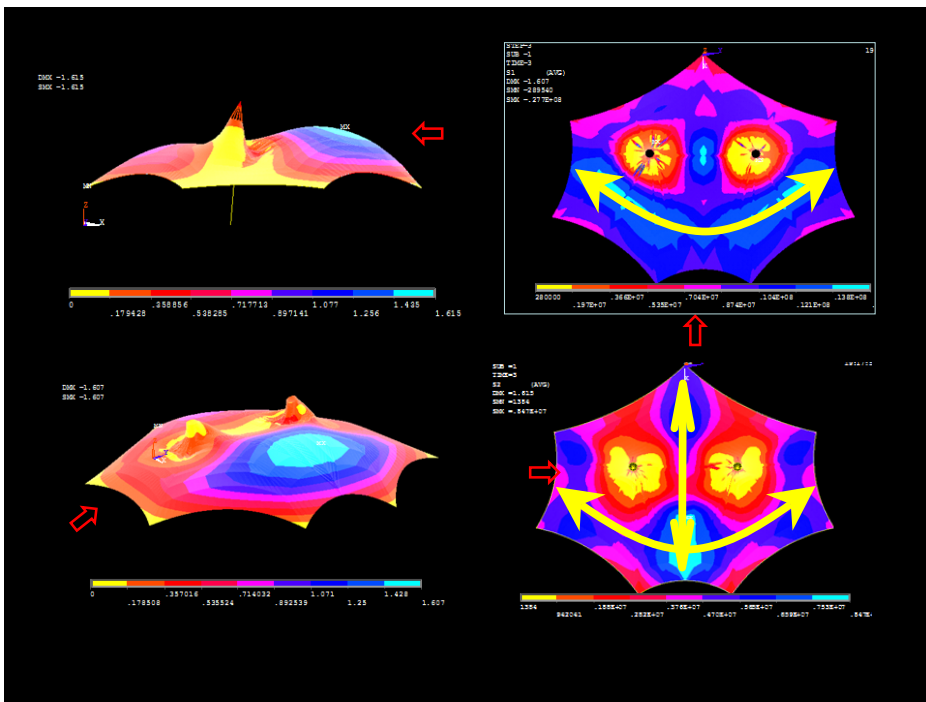 DMX =1.615
SMX =1.615
MX
MN
Z
X
0
.179428
.358856
.538285
.717713
.897141
1.077
1.256
1.435
1.615
STEP=3
SUB =1
TIME=3
S1 (AVG)
DMX =1.607
SMN =289540
SMX =.277E+08
19
280000
.197E+07
.366E+07
.535E+07
.704E+07
.874E+07
.104E+08
.121E+08
.138E+08
DMX =1.607
SMX =1.607
MX
0
.178508
.357016
.535524
.714032
.892539
1.071
1.25
1.428
1.607
SUB =1
TIME=3
S2 (AVG)
DMX =1.615
SMN =1384
SMX =.847E+07
1384
942041
.188E+07
.282E+07
.376E+07
.470E+07
.565E+07
.659E+07
.753E+07